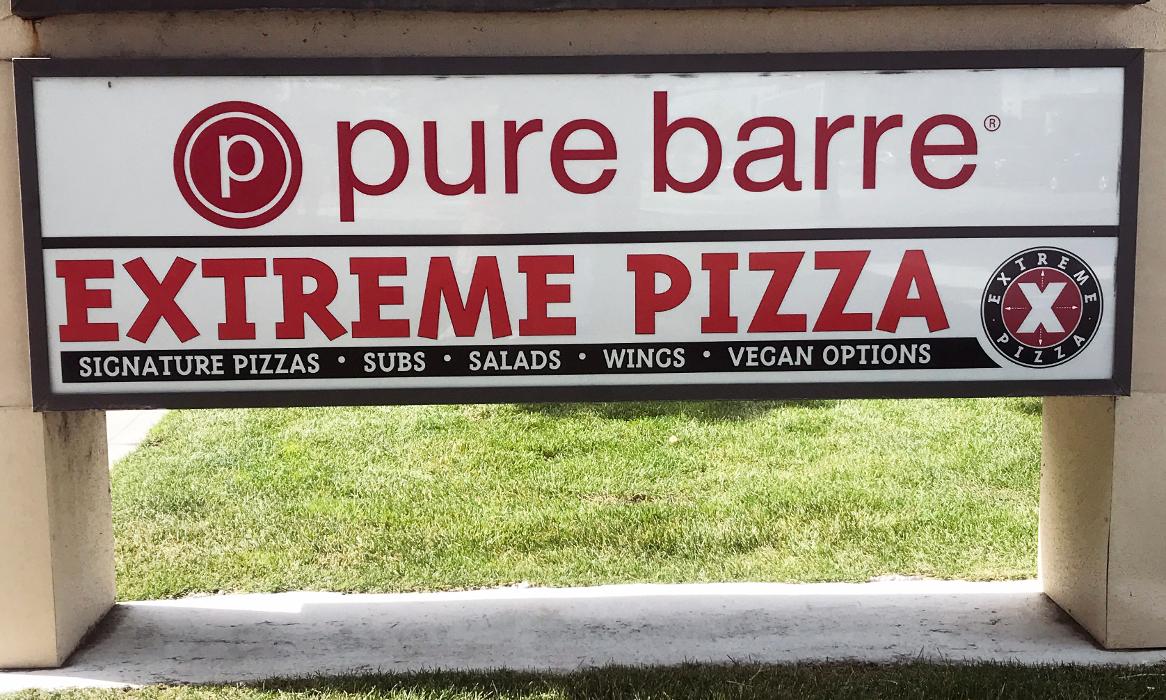 p pure barre®
EXTREME PIZZA
SIGNATURE PIZZAS • SUBS • SALADS • WINGS • VEGAN OPTIONS
EXTREME
X
PIZZA